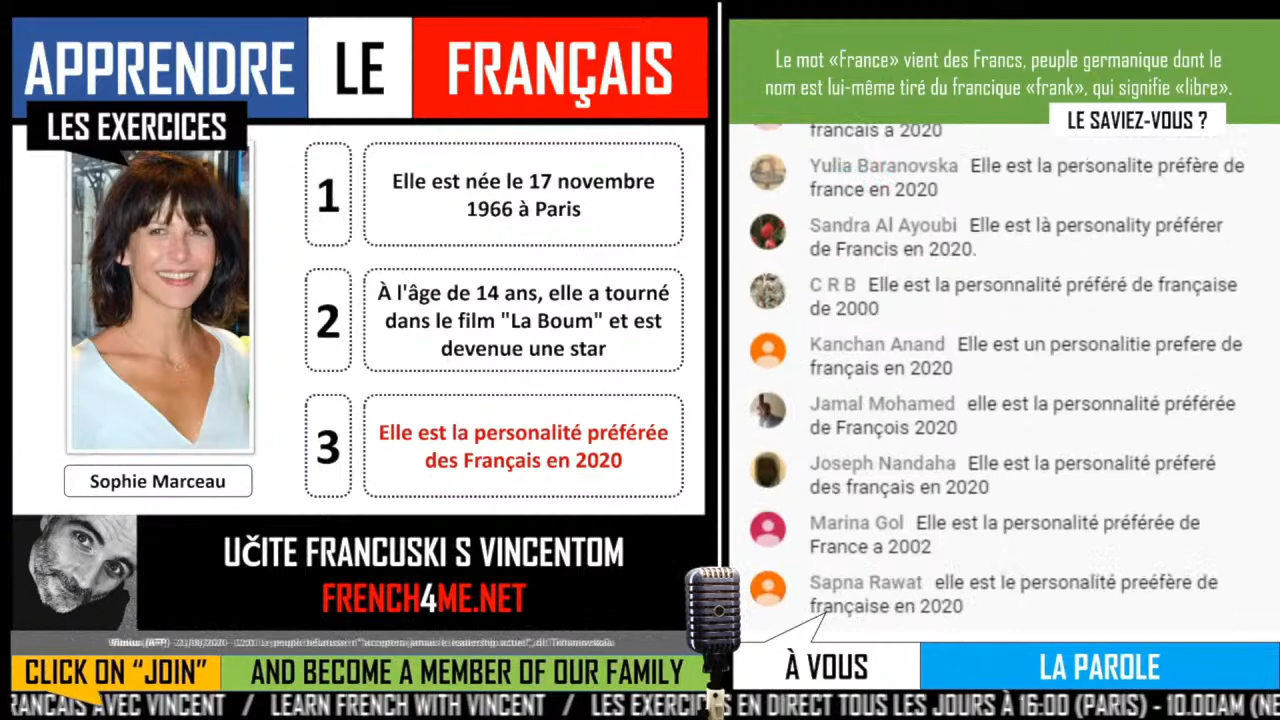 APPRENDRE LE FRANÇAIS
LES EXERCICES
1
Elle est née le 17 novembre
1966 à Paris
2
À l'âge de 14 ans, elle a tourné
dans le film "La Boum" et est
devenue une star
3
Elle est la personalité préférée
des Français en 2020
Sophie Marceau
UČITE FRANCUSKI S VINCENTOM
FRENCH4ME.NET
CLICK ON “JOIN” AND BECOME A MEMBER OF OUR FAMILY
Le mot «France» vient des Francs, peuple germanique dont le
nom est lui-même tiré du francique «frank», qui signifie «libre».
LE SAVIEZ-VOUS ?
francais a 2020
Yulia Baranovska Elle est la personalite préfère de
france en 2020
Sandra Al Ayoubi Elle est là personality préférer
de Francis en 2020.
C R B Elle est la personnalité préféré de française
de 2000
Kanchan Anand Elle est un personalitie prefere de
français en 2020
Jamal Mohamed elle est la personnalité préférée
de François 2020
Joseph Nandaha Elle est la personalité préferé
des français en 2020
Marina Gol Elle est la personalité préférée de
France a 2002
Sapna Rawat elle est le personalité preéfère de
française en 2020
À VOUS LA PAROLE
RANÇAIS AVEC VINCENT / LEARN FRENCH WITH VINCENT / LES EXERCI S EN DIRECT TOUS LES JOURS À 16:00 (PARIS) - 10.00AM (NE